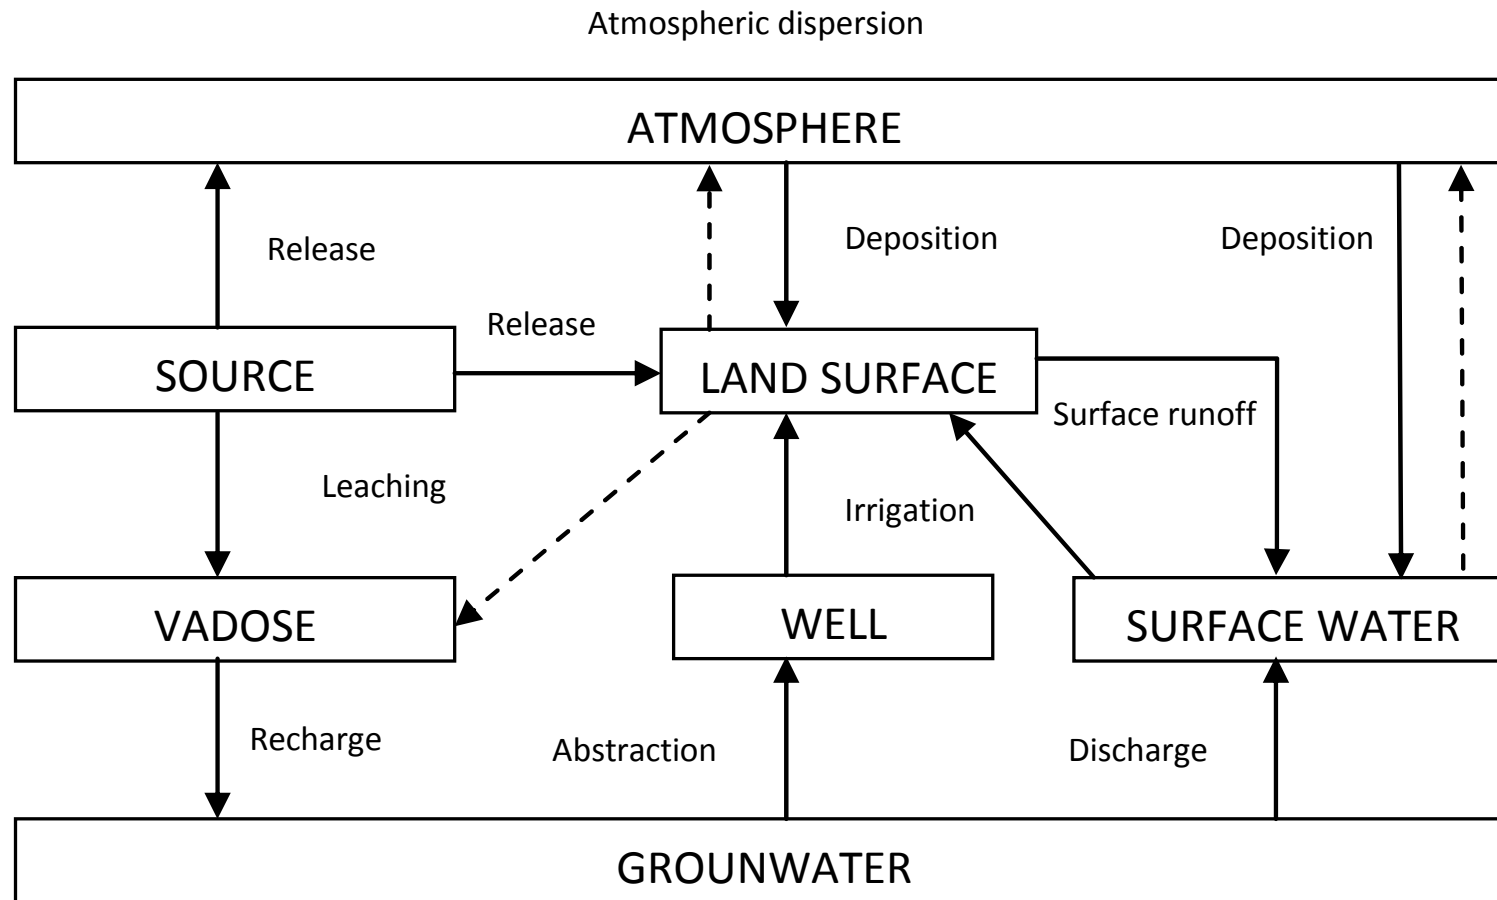 Atmospheric dispersion
ATMOSPHERE
Release
Deposition
Deposition
Release
SOURCE
LAND SURFACE
Surface runoff
Leaching
Irrigation
VADOSE
WELL
SURFACE WATER
Recharge
Abstraction
Discharge
GROUNWATER